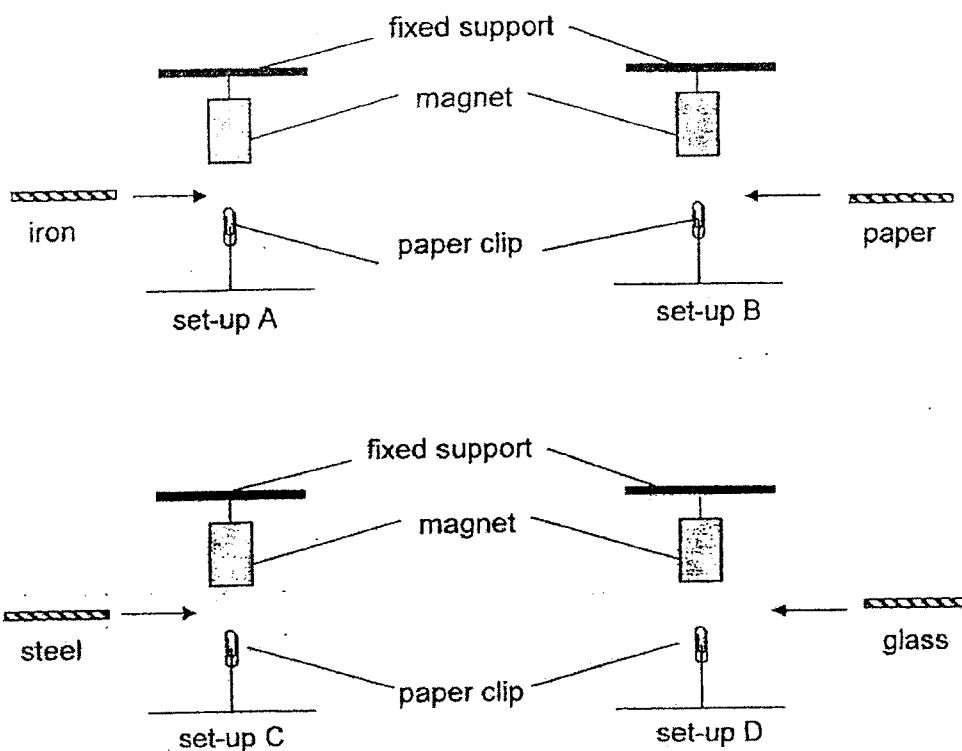 fixed support
magnet
iron
paper
paper clip
set-up A
set-up B
fixed support
magnet
steel
glass
paper clip
set-up C
set-up D